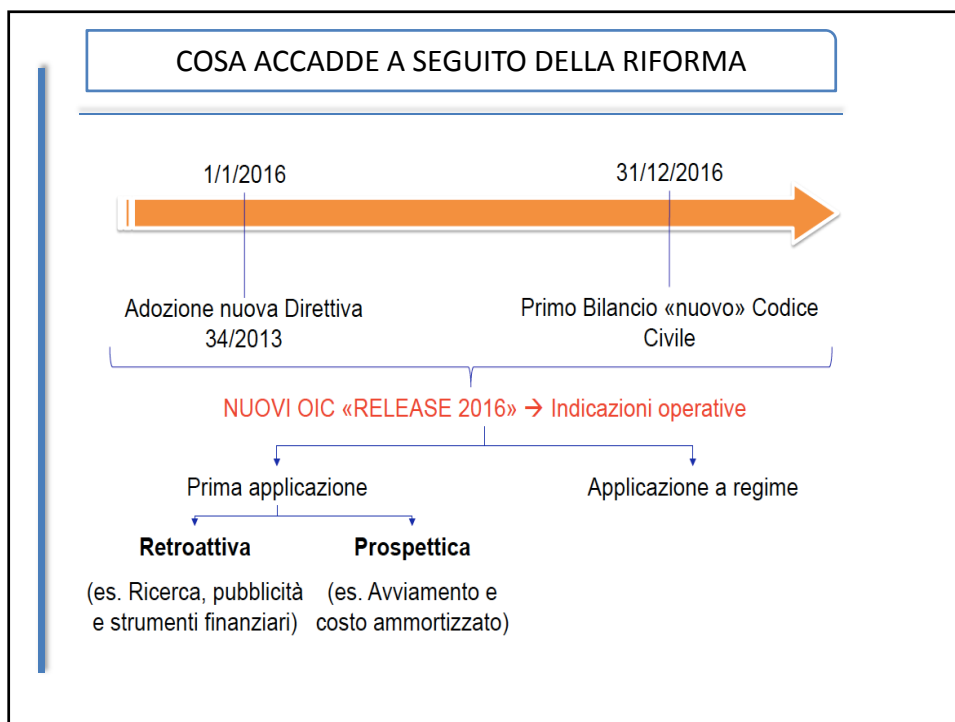 COSA ACCADDE A SEGUITO DELLA RIFORMA
1/1/2016
31/12/2016
Adozione nuova Direttiva
34/2013
Primo Bilancio «nuovo» Codice
Civile
NUOVI OIC «RELEASE 2016» → Indicazioni operative
Prima applicazione
Applicazione a regime
Retroattiva
(es. Ricerca, pubblicità
e strumenti finanziari)
Prospettica
(es. Avviamento e
costo ammortizzato)